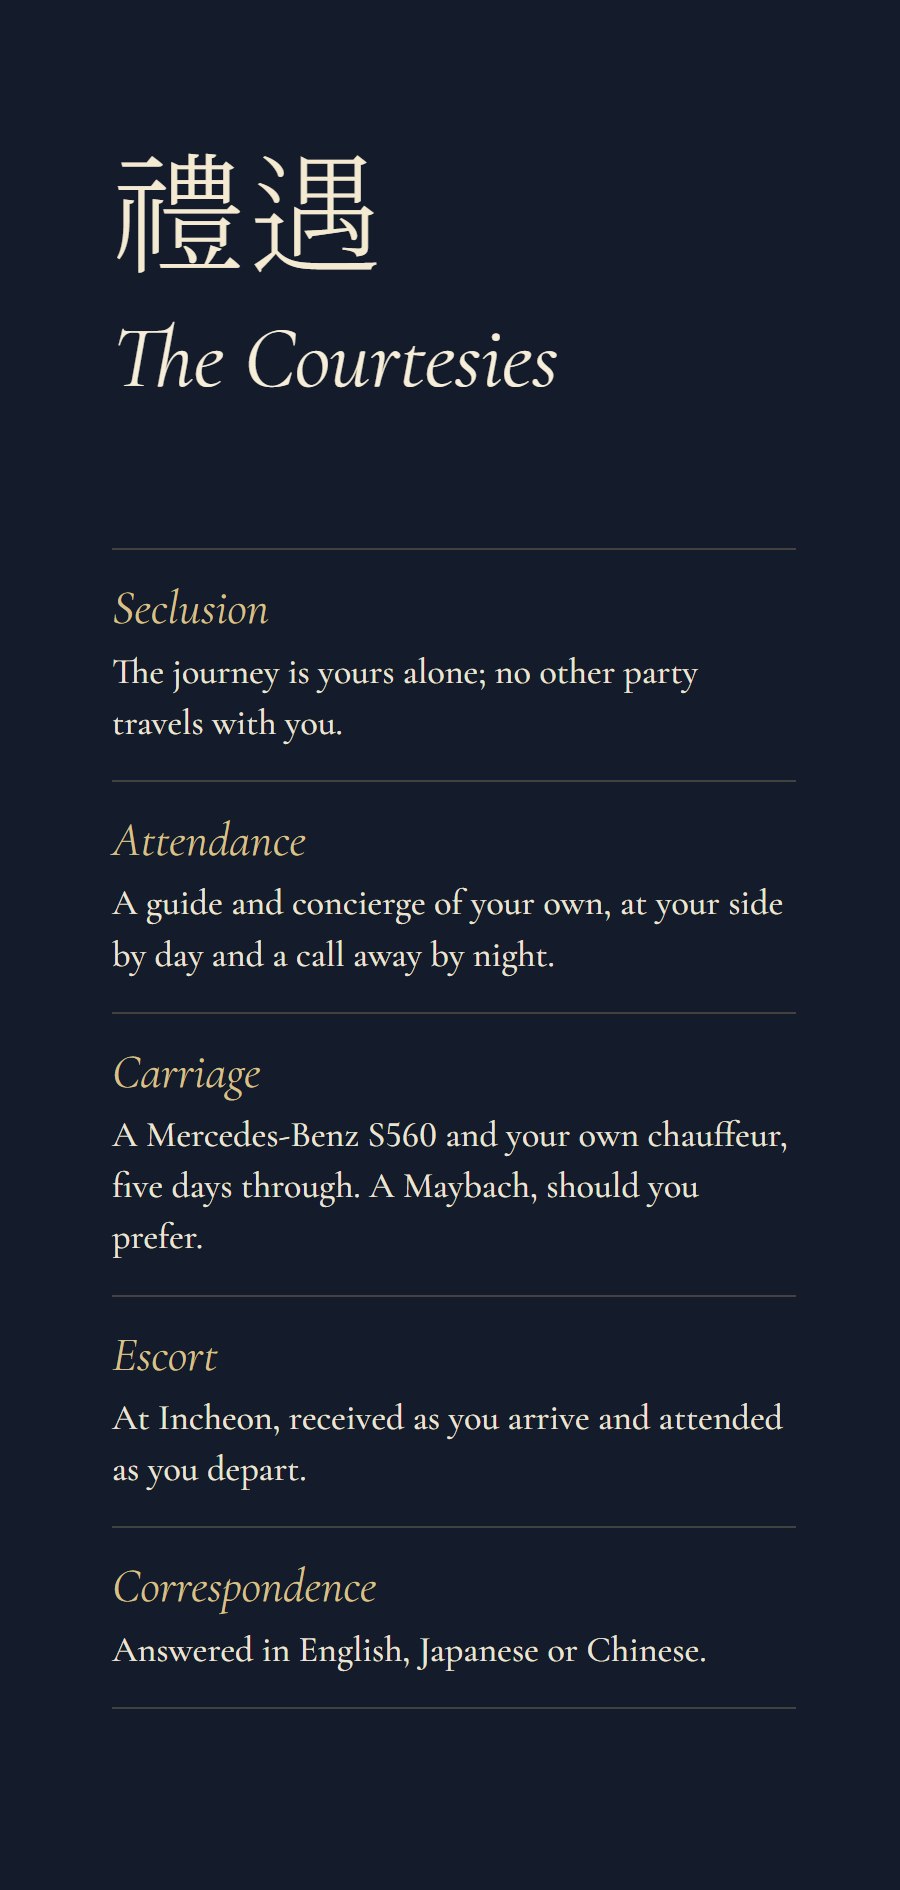 禮遇
The Courtesies
Seclusion
The journey is yours alone; no other party
travels with you.
Attendance
A guide and concierge of your own, at your side
by day and a call away by night.
Carriage
A Mercedes-Benz S560 and your own chauffeur,
five days through. A Maybach, should you
prefer.
Escort
At Incheon, received as you arrive and attended
as you depart.
Correspondence
Answered in English, Japanese or Chinese.